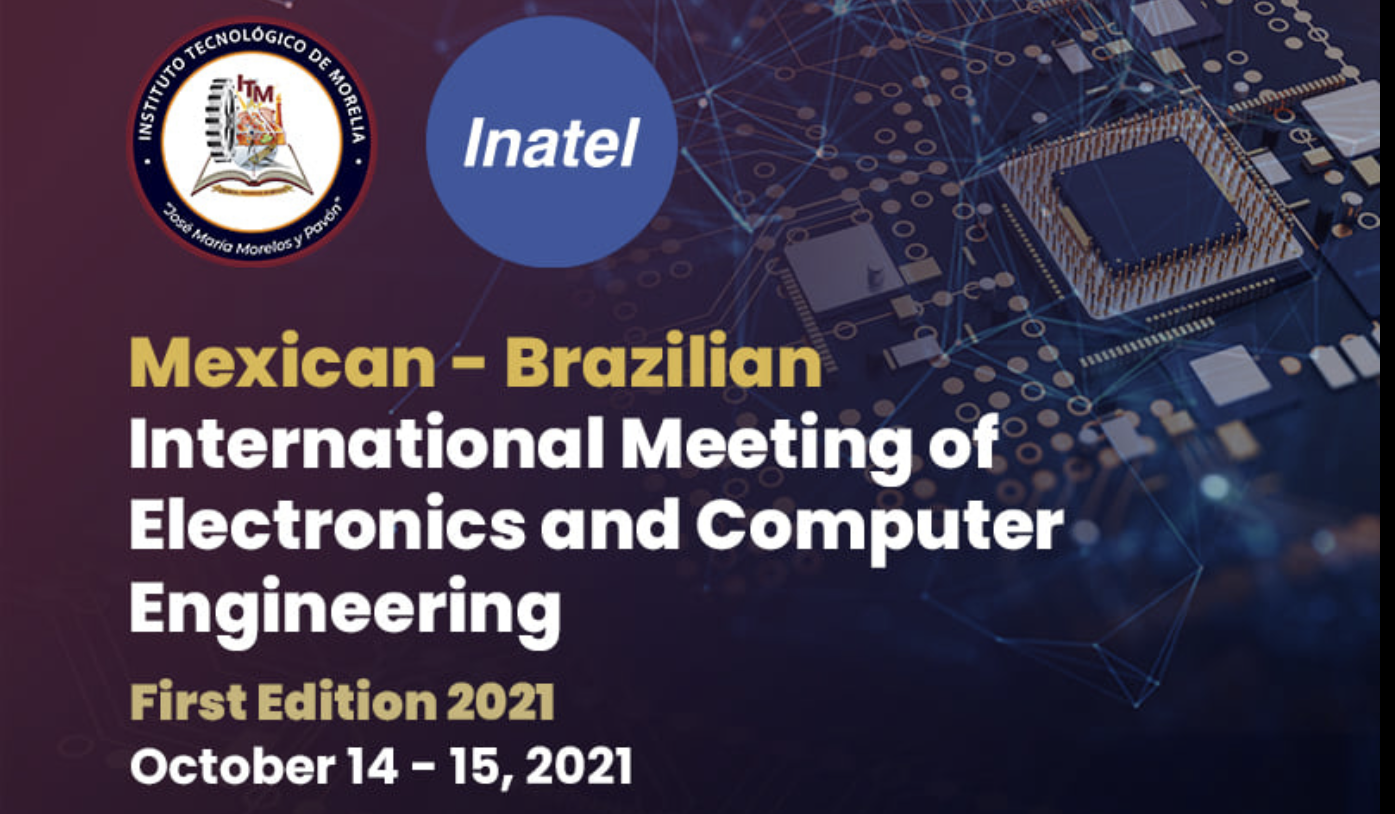 INSTITUTO TECNOLÓGICO DE MORELIA
ITM
"José María Morelos y Pavón"
Inatel
Mexican - Brazilian
International Meeting of
Electronics and Computer
Engineering
First Edition 2021
October 14 - 15, 2021